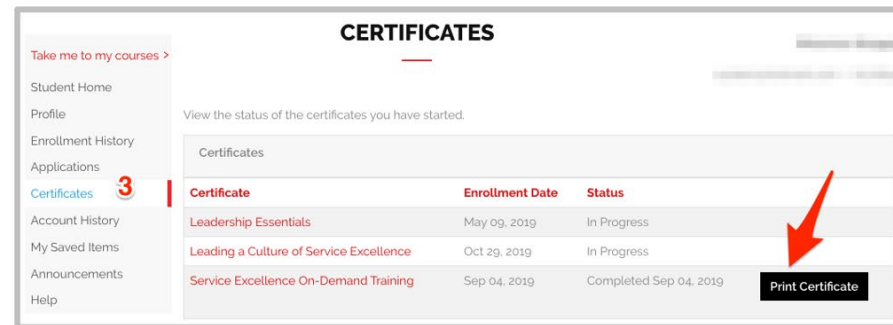 CERTIFICATES
Take me to my courses >
Student Home
Profile
Enrollment History
Applications
Certificates 3
Account History
My Saved Items
Announcements
Help
View the status of the certificates you have started.
Certificates
Certificate Enrollment Date Status
Leadership Essentials May 09, 2019 In Progress
Leading a Culture of Service Excellence Oct 29, 2019 In Progress
Service Excellence On-Demand Training Sep 04, 2019 Completed Sep 04, 2019 Print Certificate